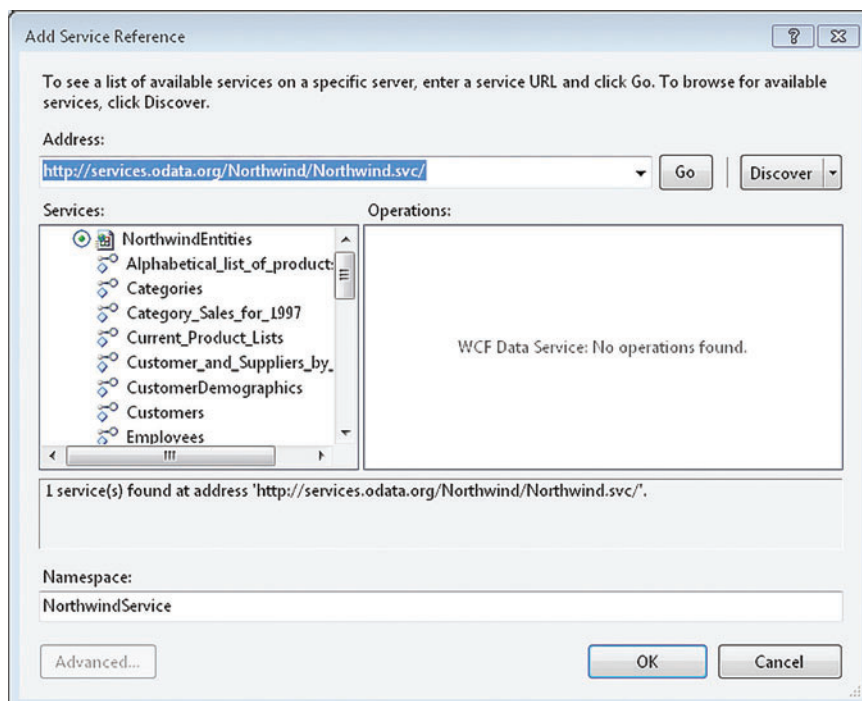 Add Service Reference
To see a list of available services on a specific server, enter a service URL and click Go. To browse for available
services, click Discover.
Address:
http://services.odata.org/Northwind/Northwind.svc/
Go
Discover
Services:
Operations:
NorthwindEntities
Alphabetical_list_of_product
Categories
Category_Sales_for_1997
Current_Product_Lists
Customer_and_Suppliers_by_
CustomerDemographics
Customers
Employees
WCF Data Service: No operations found.
1 service(s) found at address 'http://services.odata.org/Northwind/Northwind.svc/'.
Namespace:
NorthwindService
Advanced...
OK
Cancel